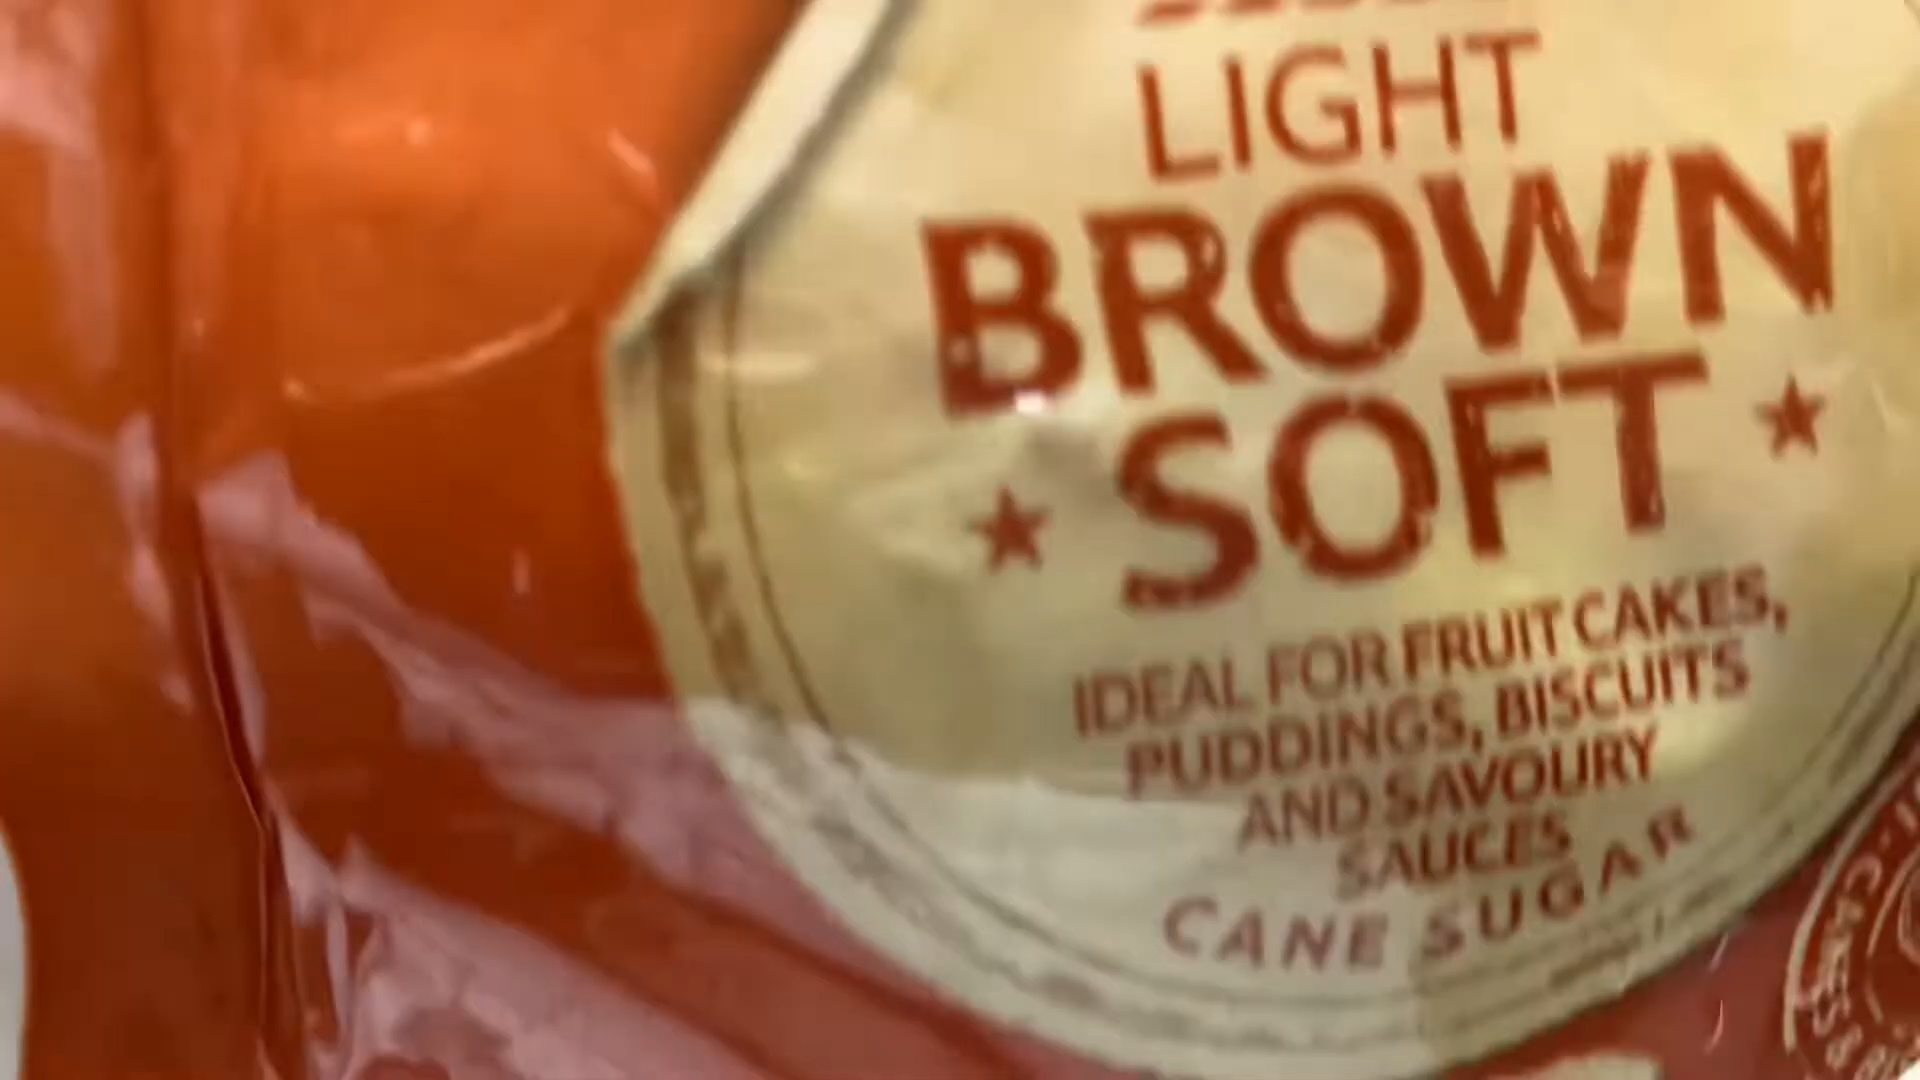 LIGHT
BROWN
★ SOFT ★
IDEAL FOR FRUIT CAKES,
PUDDINGS, BISCUITS
AND SAVOURY
SAUCES
CANE SUGAR